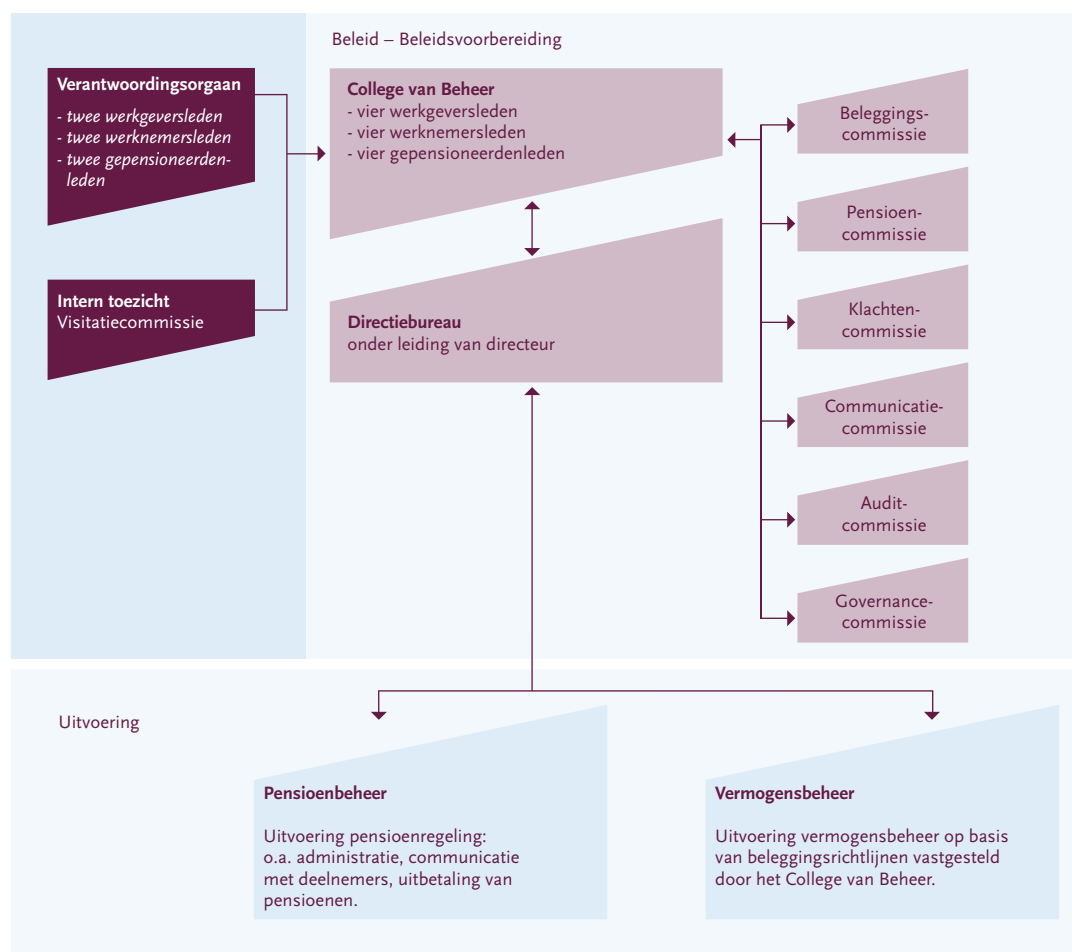 Beleid – Beleidsvoorbereiding
Verantwoordingsorgaan
- twee werkgeversleden
- twee werknemersleden
- twee gepensioneerden-
leden
Intern toezicht
Visitatiecommissie
College van Beheer
- vier werkgeversleden
- vier werknemersleden
- vier gepensioneerdenleden
Directiebureau
onder leiding van directeur
Beleggings-
commissie
Pensioen-
commissie
Klachten-
commissie
Communicatie-
commissie
Audit-
commissie
Governance-
commissie
Uitvoering
Pensioenbeheer
Uitvoering pensioenregeling:
o.a. administratie, communicatie
met deelnemers, uitbetaling van
pensioenen.
Vermogensbeheer
Uitvoering vermogensbeheer op basis
van beleggingsrichtlijnen vastgesteld
door het College van Beheer.